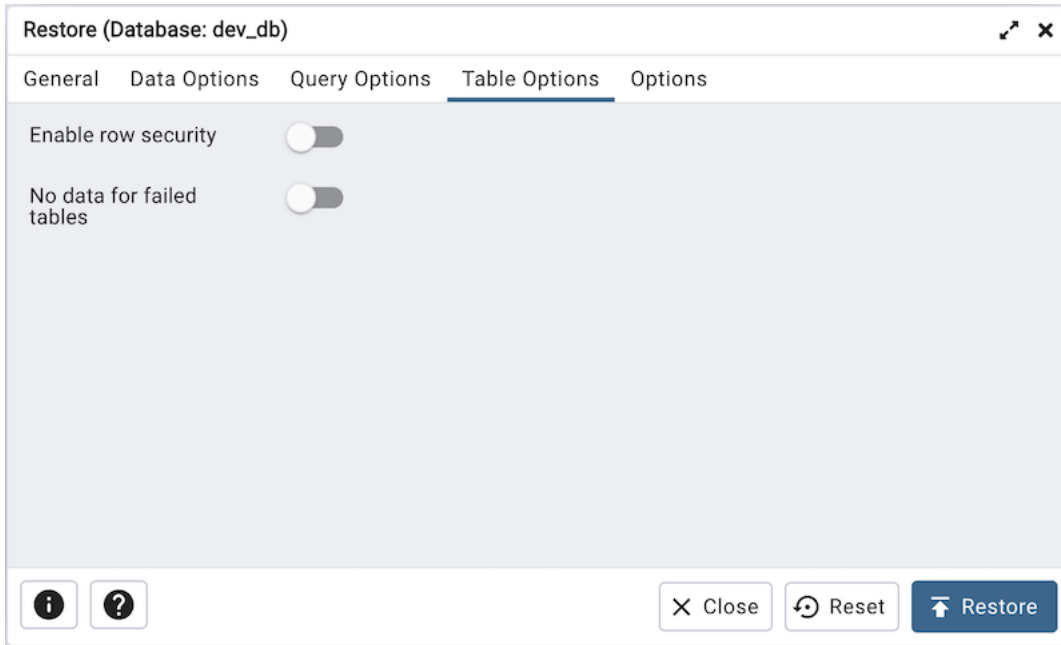 Restore (Database: dev_db)
General Data Options Query Options Table Options Options
Enable row security
No data for failed
tables
Close Reset Restore